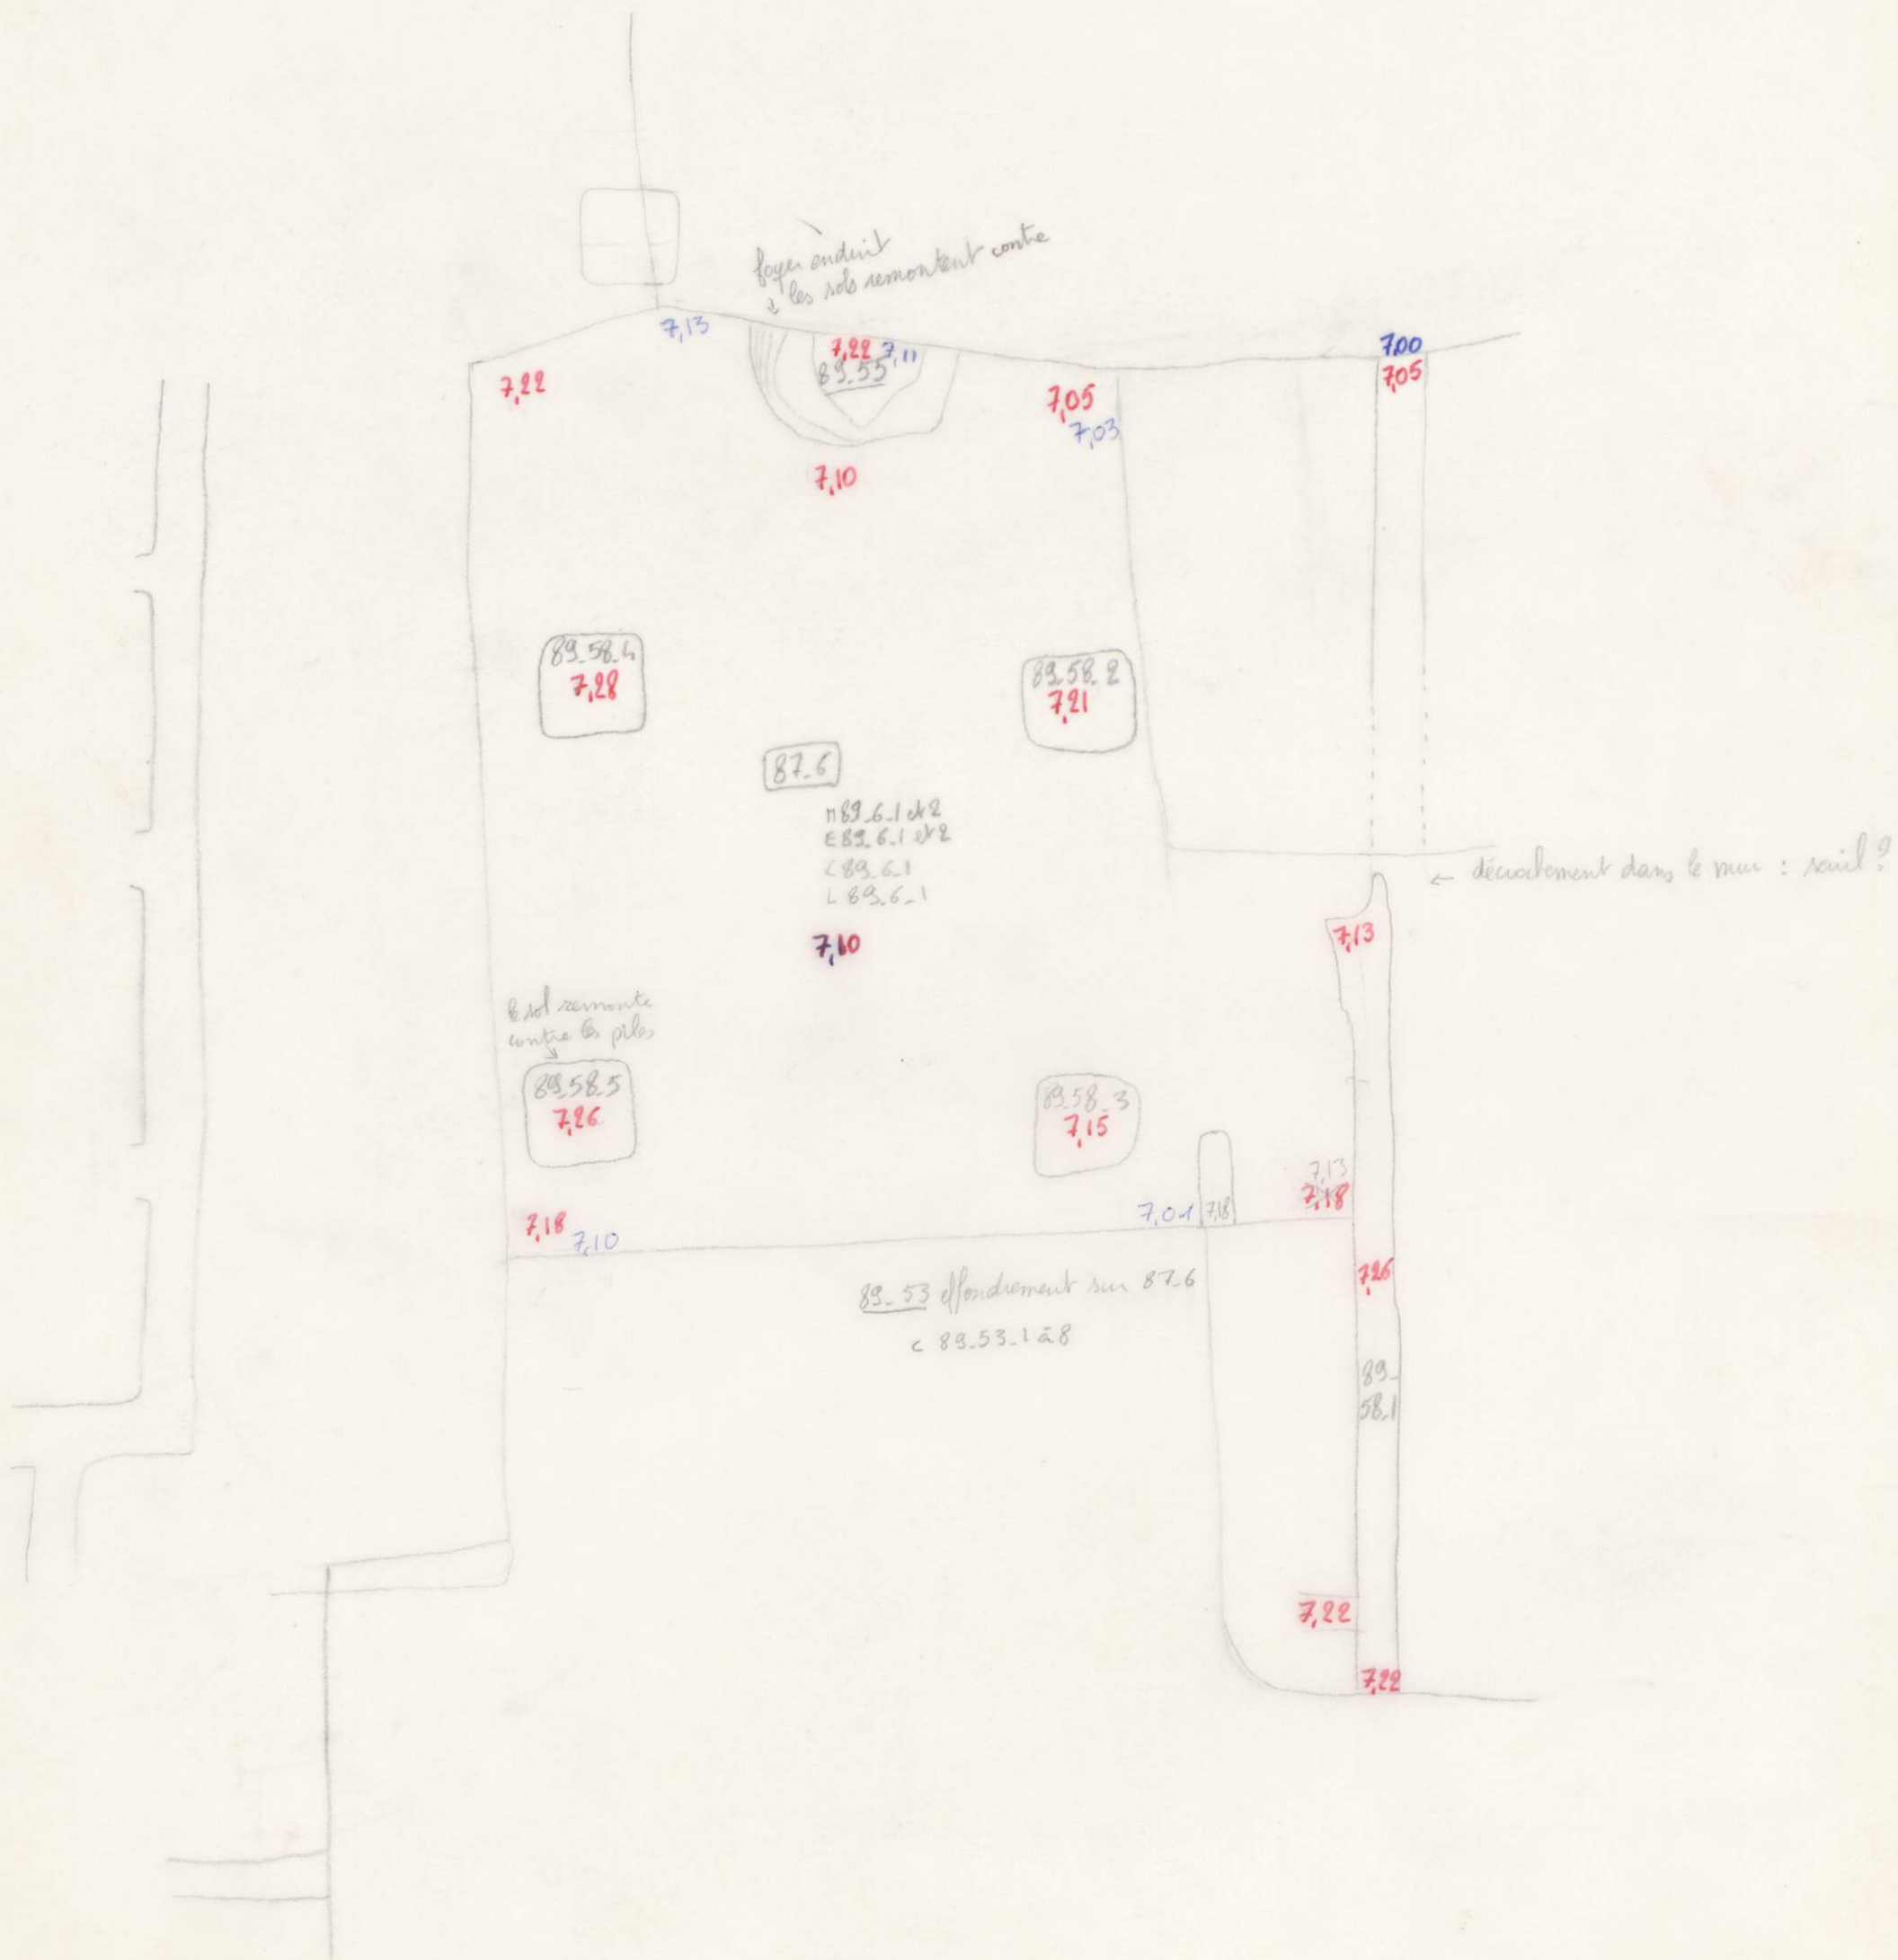 foyer enduit
les sols remontent contre
7,13
7,22 7,11
89_55
7,00
7,05
7,22
7,05
7,03
7,10
89_58_4
7,28
89_58_2
7,21
87_6
n89_6_1 et 2
E89_6_1 et 2
C89_6_1
L89_6_1
← décrochement dans le mur : seuil ?
7,13
7,10
le sol remonte
contre les piles
89_58_5
7,26
89_58_3
7,15
7,13
7,18
7,01
7,18
7,18
7,10
7,26
89_53 effondrement sur 87_6
C 89_53_1 à 8
89_
58_1
7,22
7,22